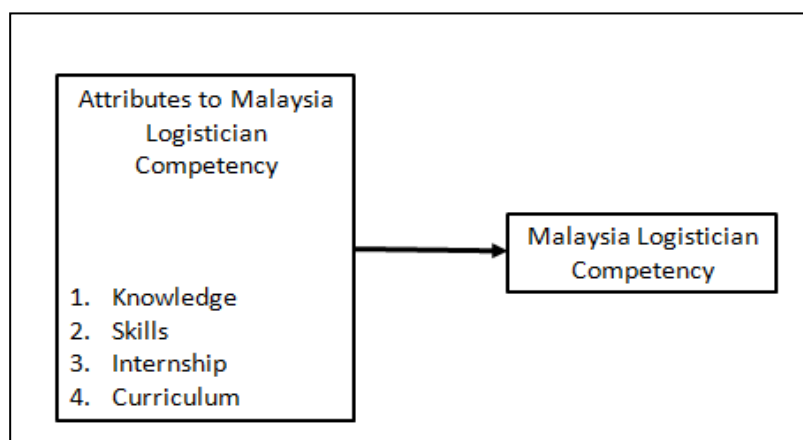 Attributes to Malaysia
Logistician
Competency
1. Knowledge
2. Skills
3. Internship
4. Curriculum
Malaysia Logistician
Competency